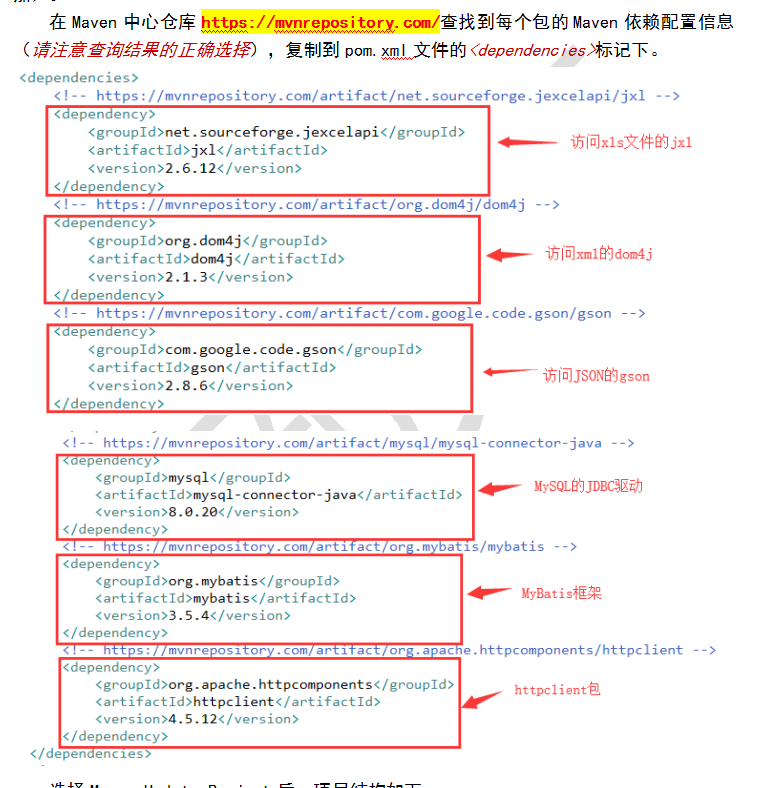 在 Maven 中心仓库 https://mvnrepository.com/查找到每个包的 Maven 依赖配置信息
（请注意查询结果的正确选择），复制到 pom.xml 文件的<dependencies>标记下。
<dependencies>
<!-- https://mvnrepository.com/artifact/net.sourceforge.jexcelapi/jxl -->
<dependency>
<groupId>net.sourceforge.jexcelapi</groupId>
<artifactId>jxl</artifactId>
<version>2.6.12</version>
</dependency>
访问xls文件的jxl
<!-- https://mvnrepository.com/artifact/org.dom4j/dom4j -->
<dependency>
<groupId>org.dom4j</groupId>
<artifactId>dom4j</artifactId>
<version>2.1.3</version>
</dependency>
访问xml的dom4j
<!-- https://mvnrepository.com/artifact/com.google.code.gson/gson -->
<dependency>
<groupId>com.google.code.gson</groupId>
<artifactId>gson</artifactId>
<version>2.8.6</version>
</dependency>
访问JSON的gson
<!-- https://mvnrepository.com/artifact/mysql/mysql-connector-java -->
<dependency>
<groupId>mysql</groupId>
<artifactId>mysql-connector-java</artifactId>
<version>8.0.20</version>
</dependency>
MySQL的JDBC驱动
<!-- https://mvnrepository.com/artifact/org.mybatis/mybatis -->
<dependency>
<groupId>org.mybatis</groupId>
<artifactId>mybatis</artifactId>
<version>3.5.4</version>
</dependency>
MyBatis框架
<!-- https://mvnrepository.com/artifact/org.apache.httpcomponents/httpclient -->
<dependency>
<groupId>org.apache.httpcomponents</groupId>
<artifactId>httpclient</artifactId>
<version>4.5.12</version>
</dependency>
httpclient包
</dependencies>